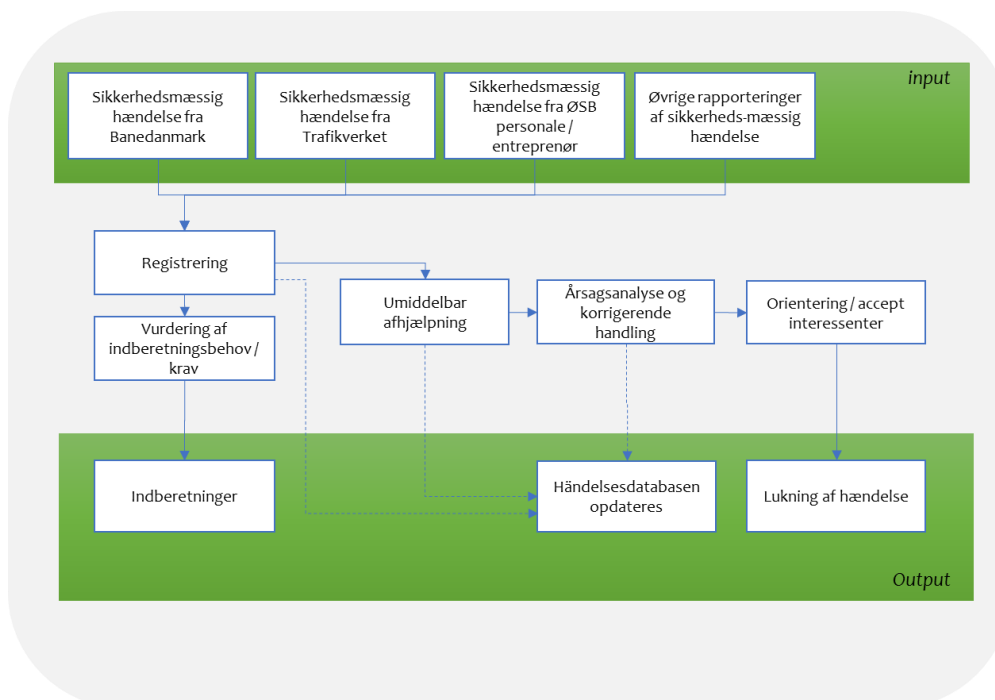 input
Sikkerhedsmæssig
hændelse fra
Banedanmark
Sikkerhedsmæssig
hændelse fra
Trafikverket
Sikkerhedsmæssig
hændelse fra ØSB
personale /
entreprenør
Øvrige rapporteringer
af sikkerheds-mæssig
hændelse
Registrering
Vurdering af
indberetningsbehov /
krav
Umiddelbar
afhjælpning
Årsagsanalyse og
korrigerende
handling
Orientering / accept
interessenter
Indberetninger
Händelsesdatabasen
opdateres
Lukning af hændelse
Output